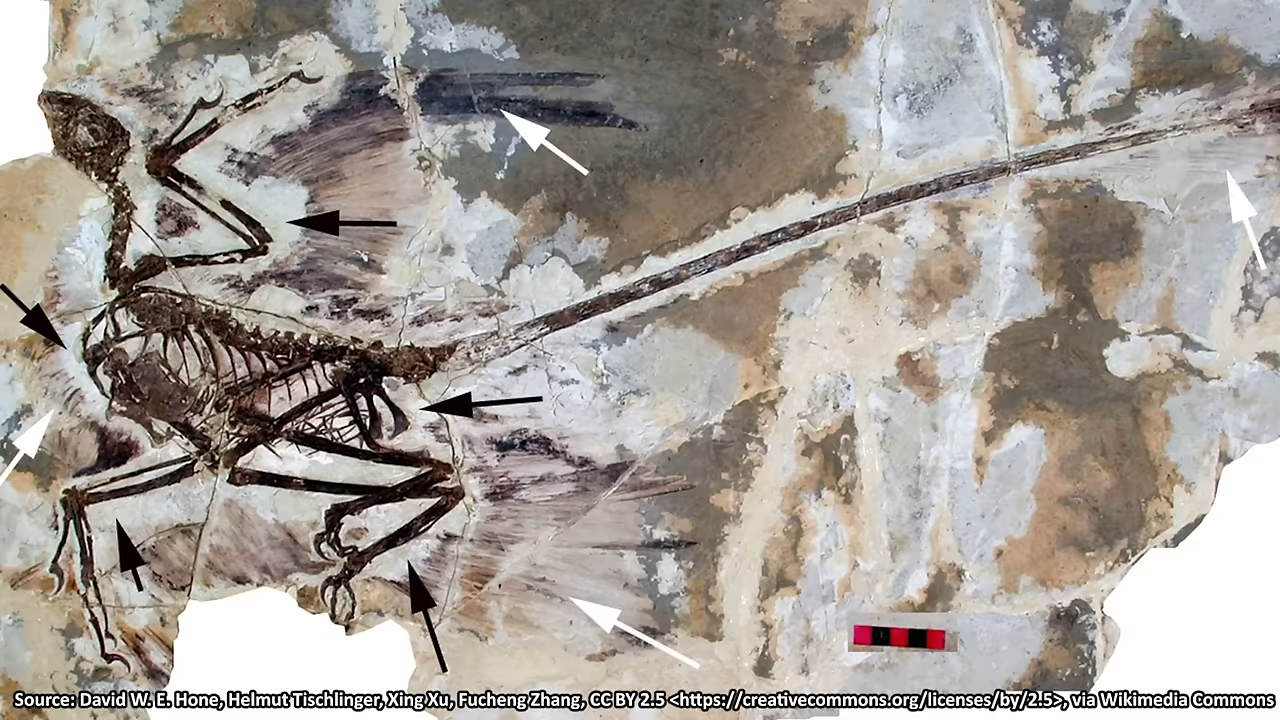 Source: David W. E. Hone, Helmut Tischlinger, Xing Xu, Fucheng Zhang, CC BY 2.5 <https://creativecommons.org/licenses/by/2.5>, via Wikimedia Commons